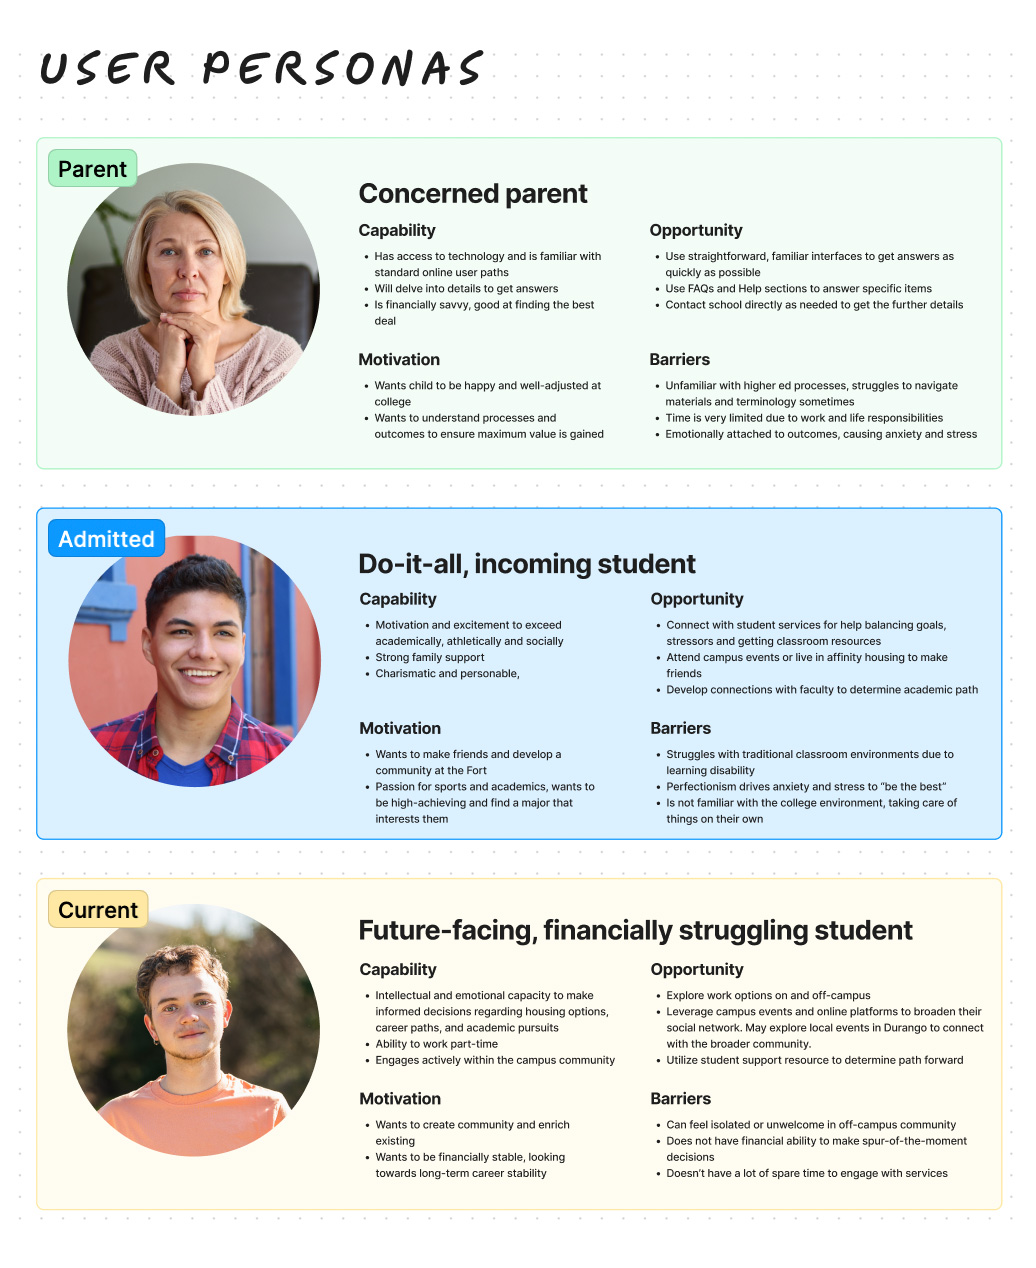 USER PERSONAS
Parent
Concerned parent
Capability
• Has access to technology and is familiar with
standard online user paths
• Will delve into details to get answers
• Is financially savvy, good at finding the best
deal
Opportunity
• Use straightforward, familiar interfaces to get answers as
quickly as possible
• Use FAQs and Help sections to answer specific items
• Contact school directly as needed to get the further details
Motivation
• Wants child to be happy and well-adjusted at
college
• Wants to understand processes and
outcomes to ensure maximum value is gained
Barriers
• Unfamiliar with higher ed processes, struggles to navigate
materials and terminology sometimes
• Time is very limited due to work and life responsibilities
• Emotionally attached to outcomes, causing anxiety and stress
Admitted
Do-it-all, incoming student
Capability
• Motivation and excitement to exceed
academically, athletically and socially
• Strong family support
• Charismatic and personable,
Opportunity
• Connect with student services for help balancing goals,
stressors and getting classroom resources
• Attend campus events or live in affinity housing to make
friends
• Develop connections with faculty to determine academic path
Motivation
• Wants to make friends and develop a
community at the Fort
• Passion for sports and academics, wants to
be high-achieving and find a major that
interests them
Barriers
• Struggles with traditional classroom environments due to
learning disability
• Perfectionism drives anxiety and stress to “be the best”
• Is not familiar with the college environment, taking care of
things on their own
Current
Future-facing, financially struggling student
Capability
• Intellectual and emotional capacity to make
informed decisions regarding housing options,
career paths, and academic pursuits
• Ability to work part-time
• Engages actively within the campus community
Opportunity
• Explore work options on and off-campus
• Leverage campus events and online platforms to broaden their
social network. May explore local events in Durango to connect
with the broader community.
• Utilize student support resource to determine path forward
Motivation
• Wants to create community and enrich
existing
• Wants to be financially stable, looking
towards long-term career stability
Barriers
• Can feel isolated or unwelcome in off-campus community
• Does not have financial ability to make spur-of-the-moment
decisions
• Doesn’t have a lot of spare time to engage with services